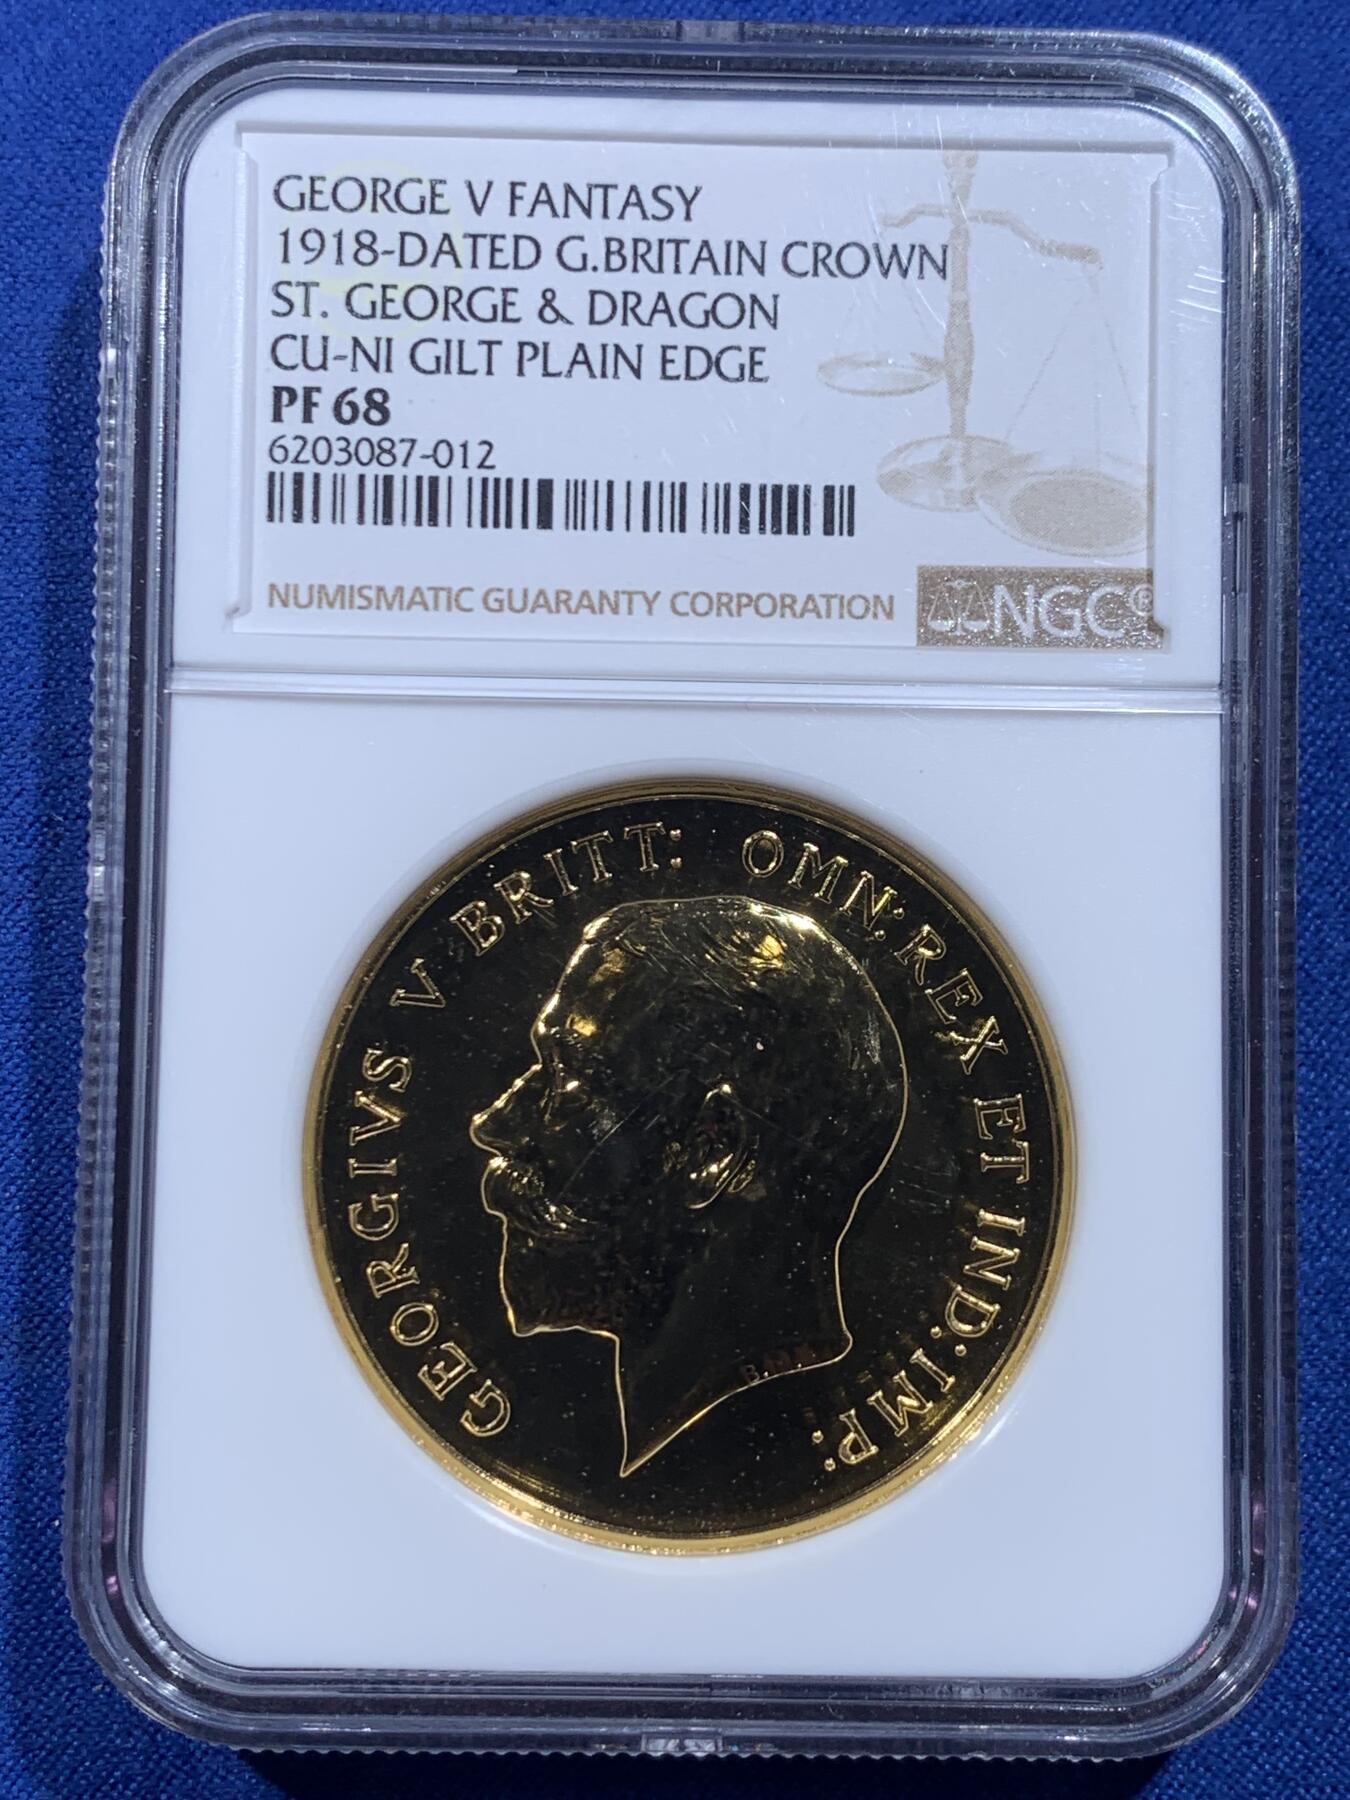 GEORGE V FANTASY
1918-DATED G.BRITAIN CROWN
ST. GEORGE & DRAGON
CU-NI GILT PLAIN EDGE
PF 68
6203087-012
NUMISMATIC GUARANTY CORPORATION
NGC®
GEORGIVS V BRITT: OMN: REX ET IND: IMP:
B.